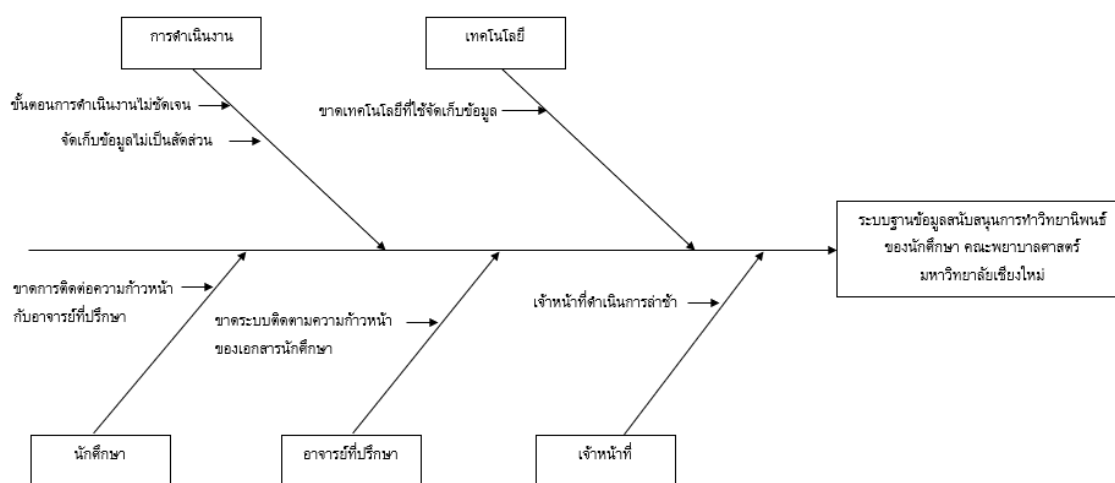 การดำเนินงาน
เทคโนโลยี
ขั้นตอนการดำเนินงานไม่ชัดเจน
ขาดเทคโนโลยีที่ใช้จัดเก็บข้อมูล
จัดเก็บข้อมูลไม่เป็นสัดส่วน
ระบบฐานข้อมูลสนับสนุนการทำวิทยานิพนธ์
ของนักศึกษา คณะพยาบาลศาสตร์
มหาวิทยาลัยเชียงใหม่
ขาดการติดต่อความก้าวหน้า
กับอาจารย์ที่ปรึกษา
ขาดระบบติดตามความก้าวหน้า
ของเอกสารนักศึกษา
เจ้าหน้าที่ดำเนินการล่าช้า
นักศึกษา
อาจารย์ที่ปรึกษา
เจ้าหน้าที่